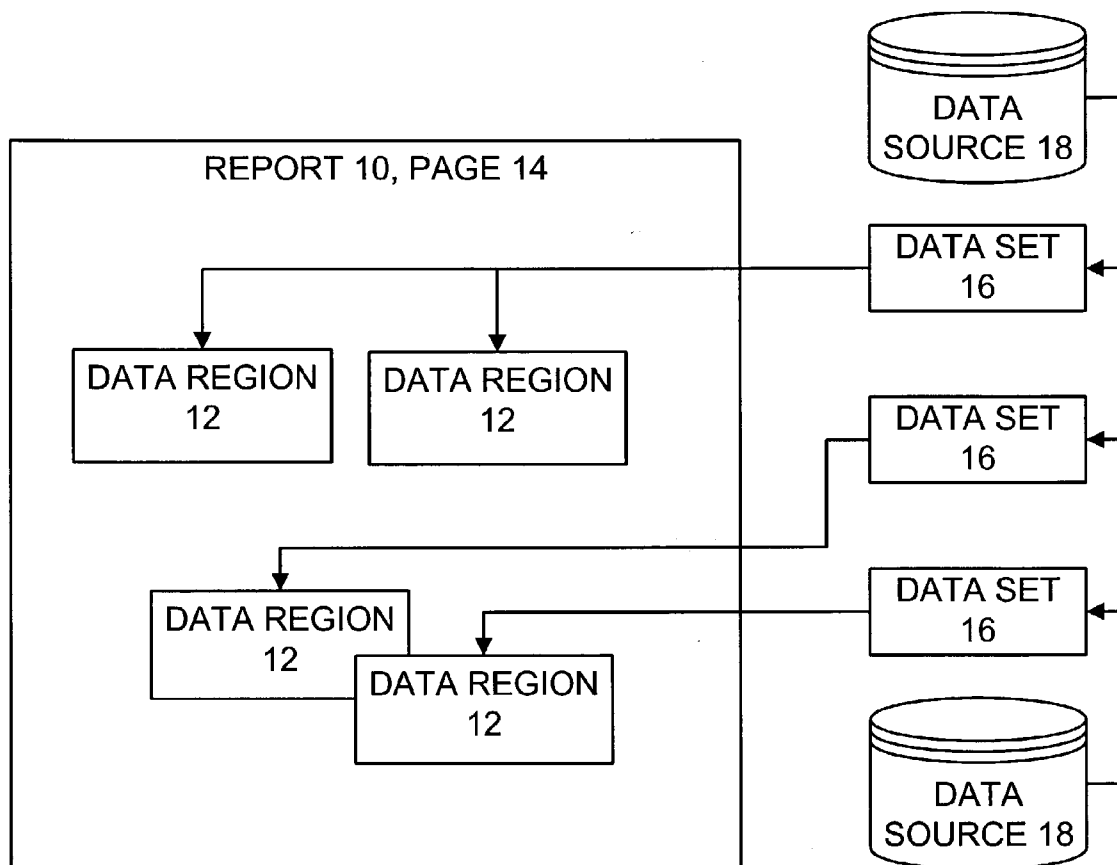 DATA
SOURCE 18
REPORT 10, PAGE 14
DATA SET
16
DATA REGION
12
DATA REGION
12
DATA SET
16
DATA SET
16
DATA REGION
12
DATA REGION
12
DATA
SOURCE 18